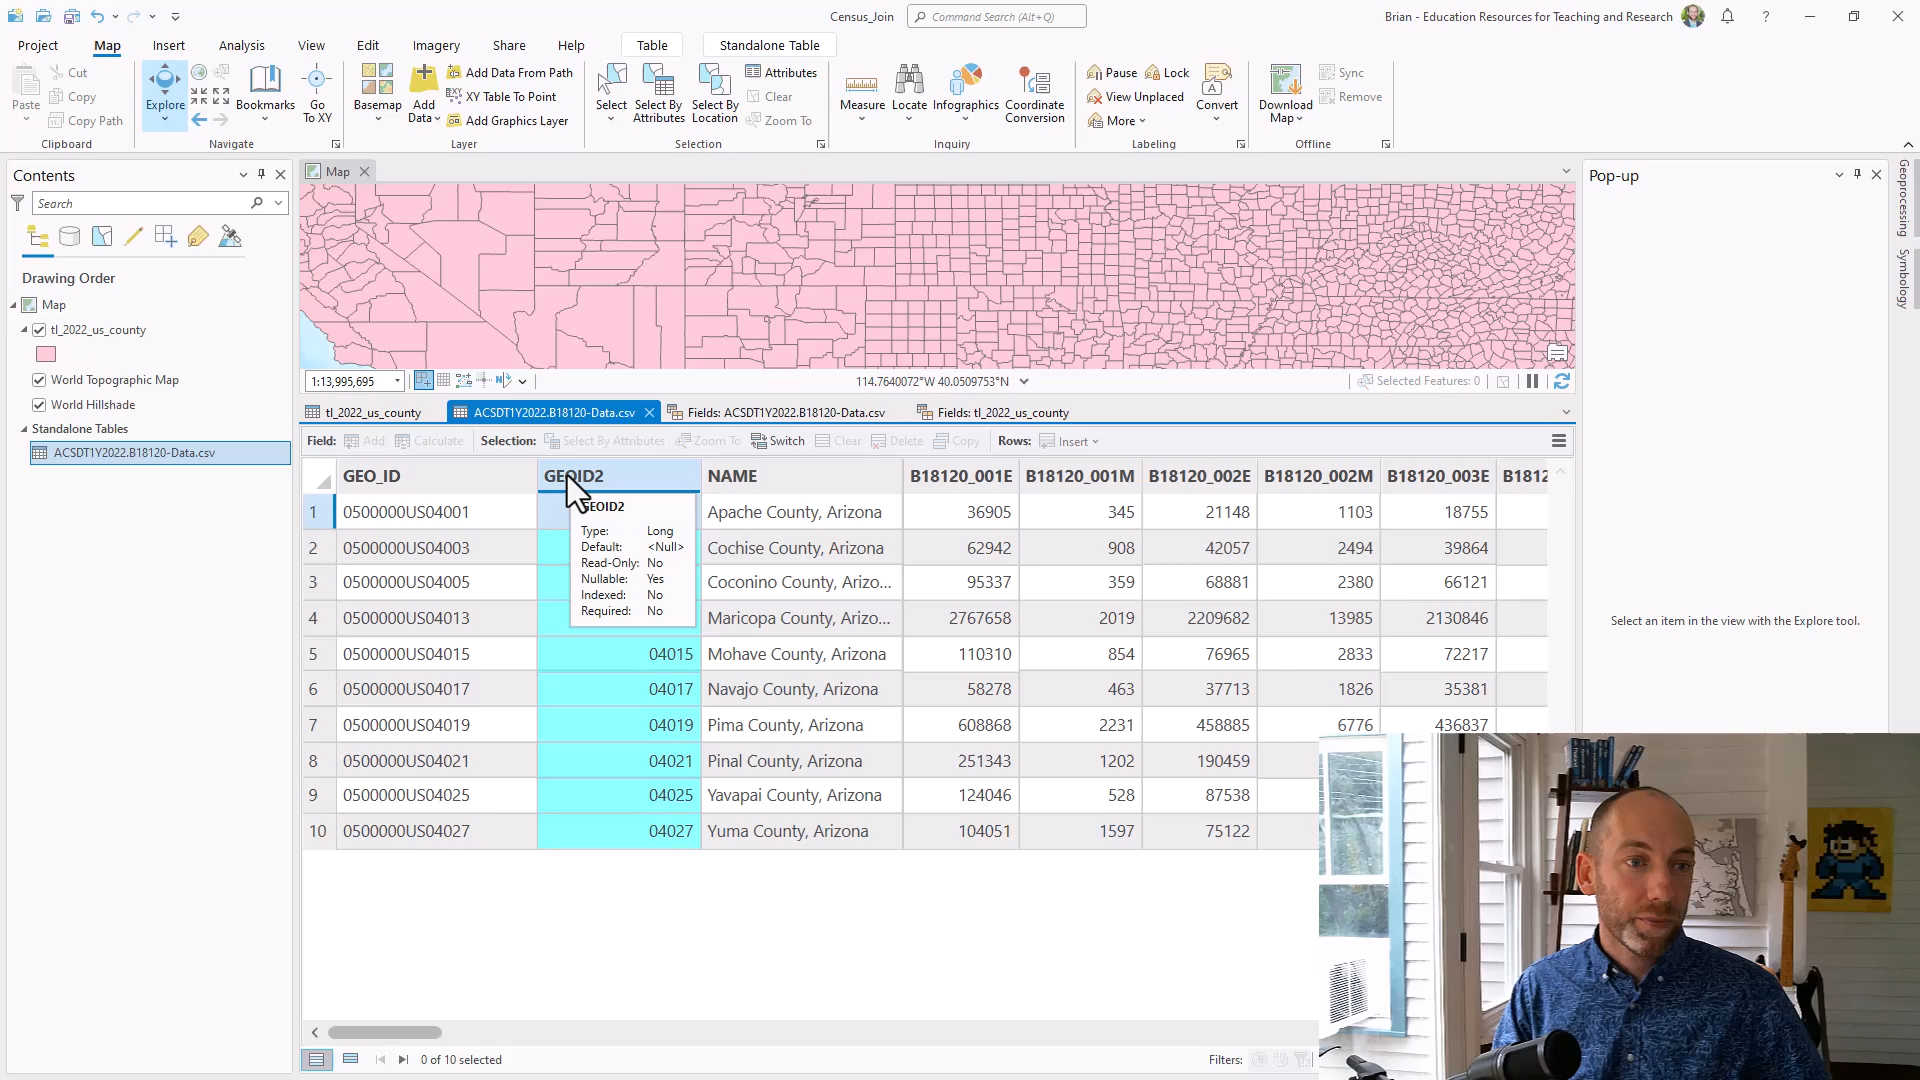 Census_Join
Command Search (Alt+Q)
Brian - Education Resources for Teaching and Research
?
Project
Map
Insert
Analysis
View
Edit
Imagery
Share
Help
Table
Standalone Table
Paste
Cut
Copy
Copy Path
Clipboard
Explore
Bookmarks
Go To XY
Navigate
Basemap
Add Data
Add Data From Path
XY Table To Point
Add Graphics Layer
Layer
Select
Select By Attributes
Select By Location
Attributes
Clear
Zoom To
Selection
Measure
Locate
Infographics
Coordinate Conversion
Inquiry
Pause
Lock
View Unplaced
More
Convert
Labeling
Download Map
Sync
Remove
Offline
Contents
Search
Drawing Order
Map
tl_2022_us_county
World Topographic Map
World Hillshade
Standalone Tables
ACSDT1Y2022.B18120-Data.csv
Map
1:13,995,695
114.7640072°W 40.0509753°N
Selected Features: 0
tl_2022_us_county
ACSDT1Y2022.B18120-Data.csv
Fields: ACSDT1Y2022.B18120-Data.csv
Fields: tl_2022_us_county
Field: Add Calculate Selection: Select By Attributes Zoom To Switch Clear Delete Copy Rows: Insert
GEO_ID GEOID2 NAME B18120_001E B18120_001M B18120_002E B18120_002M B18120_003E B1812
1 0500000US04001 Apache County, Arizona 36905 345 21148 1103 18755
2 0500000US04003 Cochise County, Arizona 62942 908 42057 2494 39864
3 0500000US04005 Coconino County, Arizo... 95337 359 68881 2380 66121
4 0500000US04013 Maricopa County, Arizo... 2767658 2019 2209682 13985 2130846
5 0500000US04015 04015 Mohave County, Arizona 110310 854 76965 2833 72217
6 0500000US04017 04017 Navajo County, Arizona 58278 463 37713 1826 35381
7 0500000US04019 04019 Pima County, Arizona 608868 2231 458885 6776 436837
8 0500000US04021 04021 Pinal County, Arizona 251343 1202 190459
9 0500000US04025 04025 Yavapai County, Arizona 124046 528 87538
10 0500000US04027 04027 Yuma County, Arizona 104051 1597 75122
GEOID2
Type: Long
Default: <Null>
Read-Only: No
Nullable: Yes
Indexed: No
Required: No
0 of 10 selected
Filters:
Pop-up
Select an item in the view with the Explore tool.
Geoprocessing
Symbology